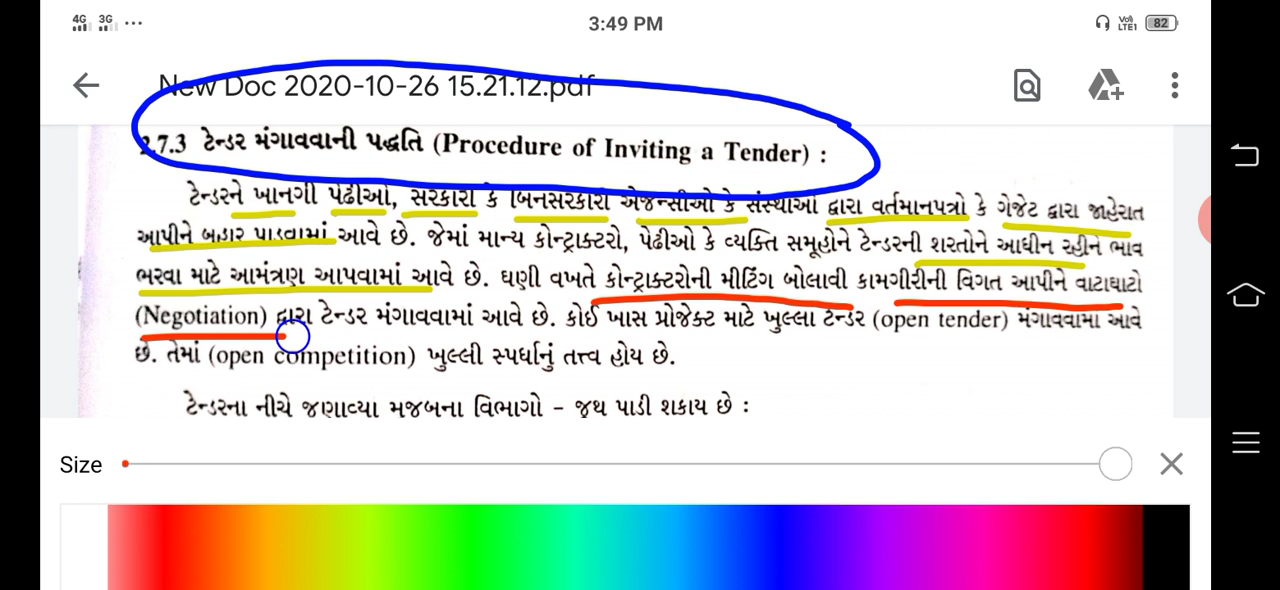 4G 3G ... 3:49 PM VoI) LTE1 82
New Doc 2020-10-26 15.21.12.pdf
2.7.3 ટેન્ડર મંગાવવાની પદ્ધતિ (Procedure of Inviting a Tender) :
ટેન્ડરને ખાનગી પેઢીઓ, સરકારી કે બિનસરકારી એજન્સીઓ કે સંસ્થાઓ દ્વારા વર્તમાનપત્રો કે ગેજેટ દ્વારા જાહેરાત
આપીને બહાર પાડવામાં આવે છે. જેમાં માન્ય કોન્ટ્રાક્ટરો, પેઢીઓ કે વ્યક્તિ સમૂહોને ટેન્ડરની શરતોને આધીન રહીને ભાવ
ભરવા માટે આમંત્રણ આપવામાં આવે છે. ઘણી વખતે કોન્ટ્રાક્ટરોની મીટિંગ બોલાવી કામગીરીની વિગત આપીને વાટાઘાટો
(Negotiation) દ્વારા ટેન્ડર મંગાવવામાં આવે છે. કોઈ ખાસ પ્રોજેક્ટ માટે ખુલ્લા ટેન્ડર (open tender) મંગાવવામાં આવે
છે. તેમાં (open competition) ખુલ્લી સ્પર્ધાનું તત્ત્વ હોય છે.
ટેન્ડરના નીચે જણાવ્યા મુજબના વિભાગો - જથ પાડી શકાય છે :
Size